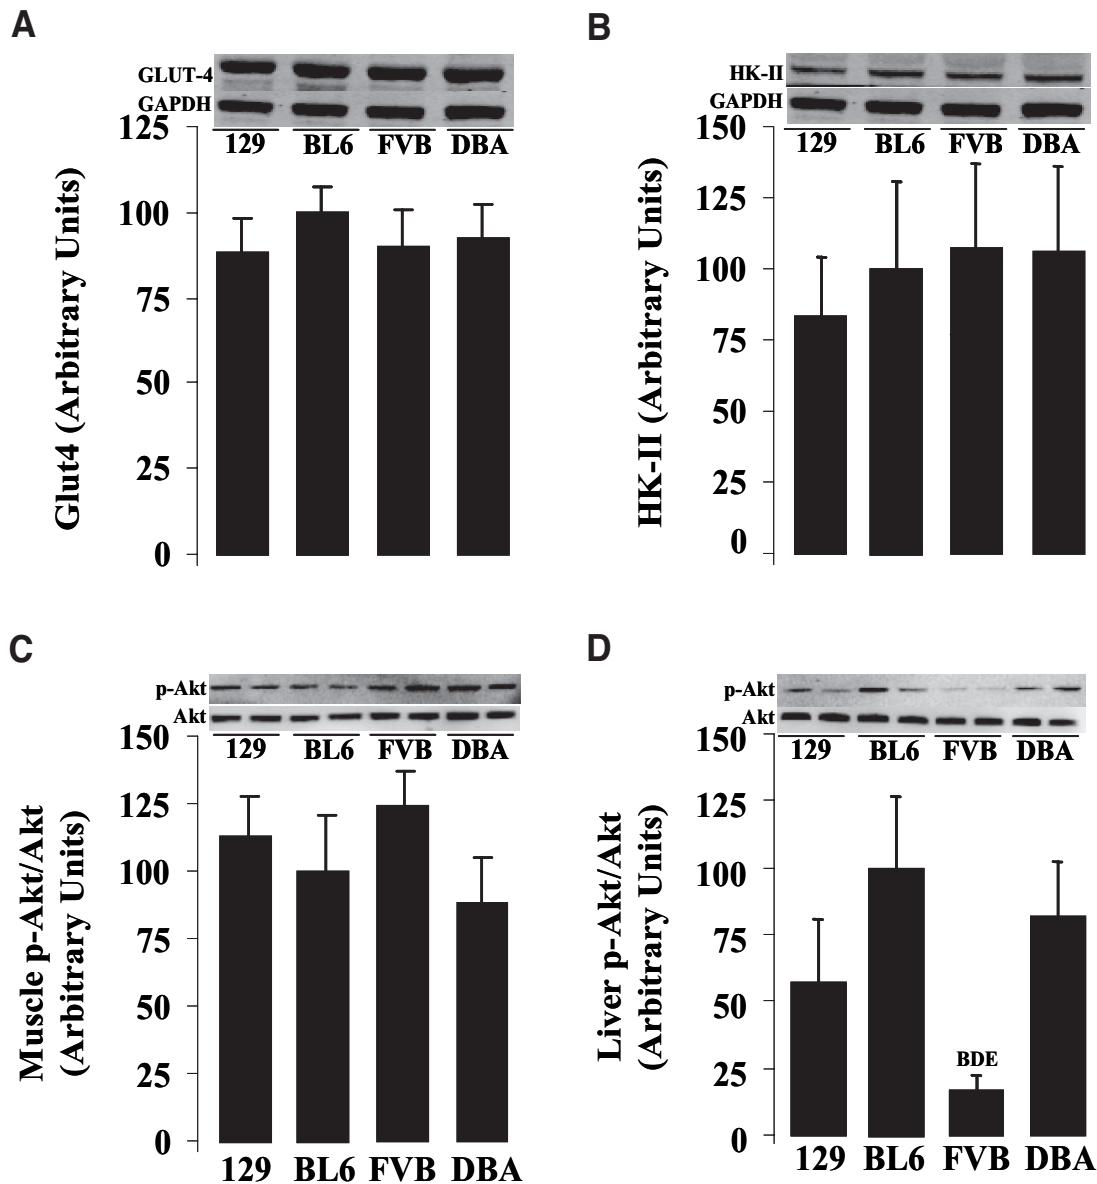 A
GLUT-4
GAPDH
129 BL6 FVB DBA
125
100
75
50
25
0
Glut4 (Arbitrary Units)
B
HK-II
GAPDH
129 BL6 FVB DBA
150
125
100
75
50
25
0
HK-II (Arbitrary Units)
C
p-Akt
Akt
129 BL6 FVB DBA
150
125
100
75
50
25
0
Muscle p-Akt/Akt
(Arbitrary Units)
129 BL6 FVB DBA
D
p-Akt
Akt
129 BL6 FVB DBA
150
125
100
75
50
25
0
Liver p-Akt/Akt
(Arbitrary Units)
BDE
129 BL6 FVB DBA